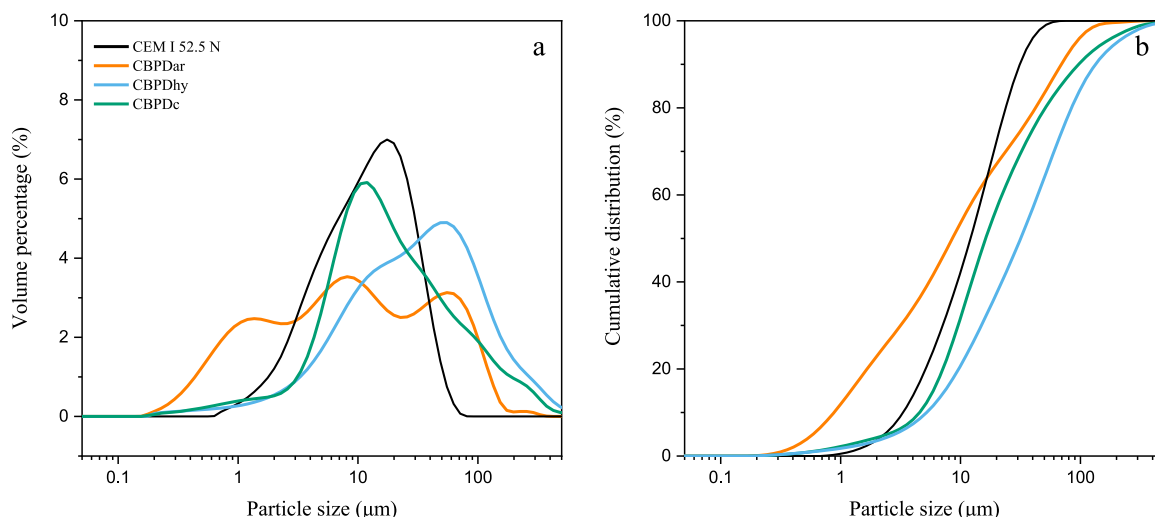 10
8
6
4
2
0
Volume percentage (%)
0.1 1 10 100
Particle size (μm)
CEM I 52.5 N
CBPDar
CBPDhy
CBPDc
a
100
80
60
40
20
0
Cumulative distribution (%)
0.1 1 10 100
Particle size (μm)
b